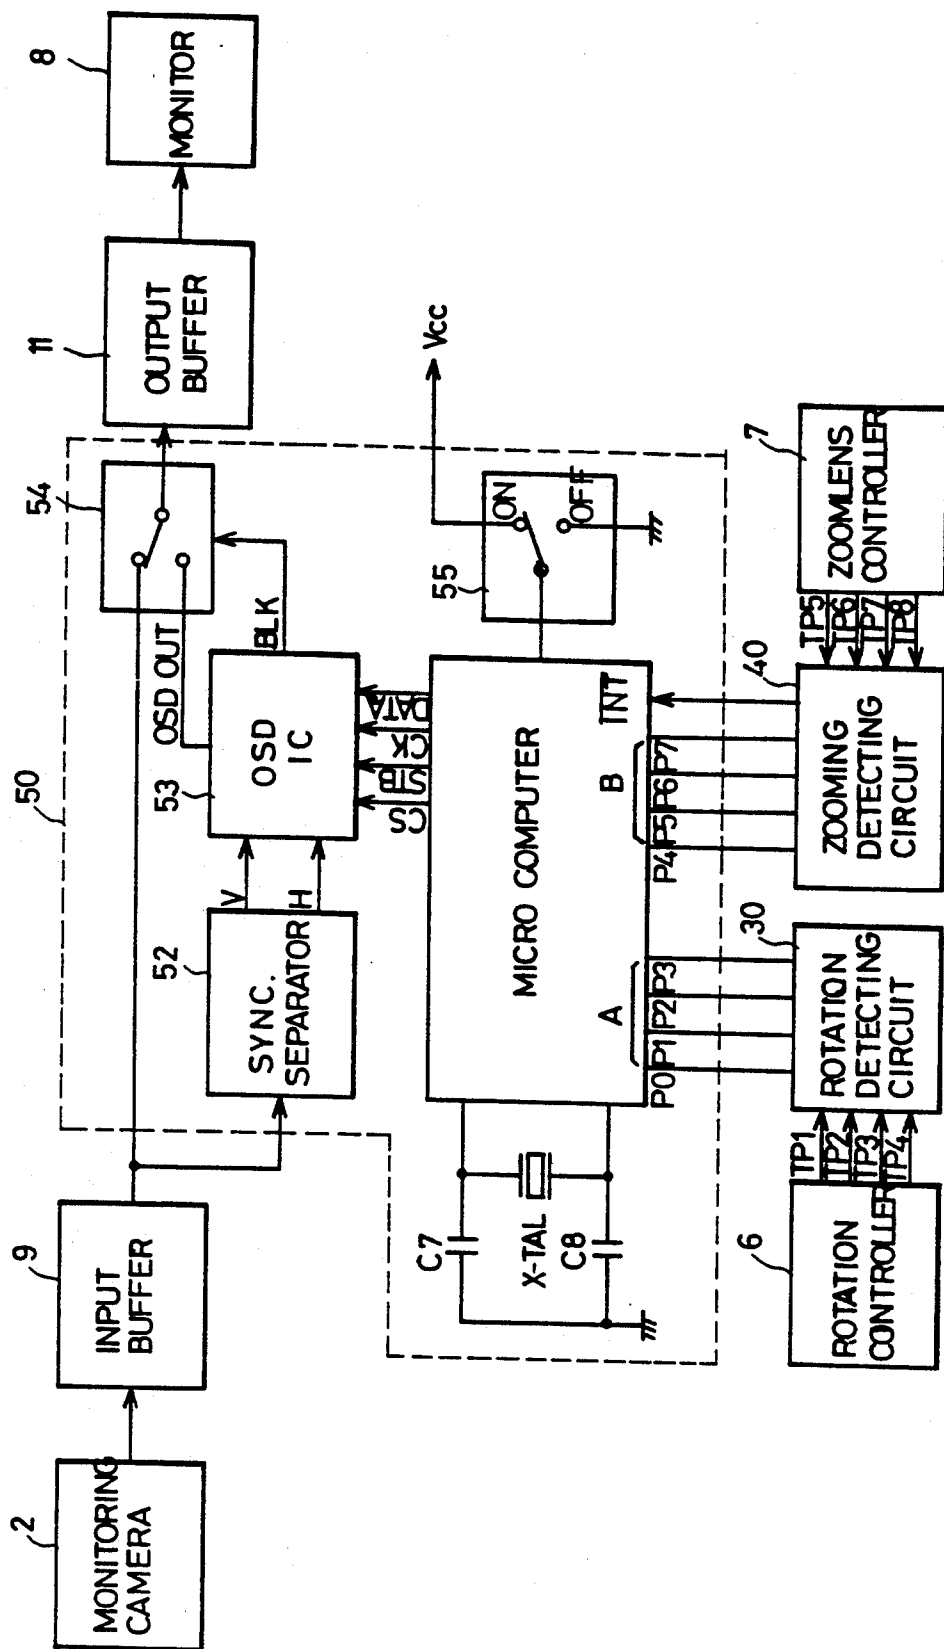 2
MONITORING
CAMERA
9
INPUT
BUFFER
50
54
11
OUTPUT
BUFFER
8
MONITOR
52
SYNC.
SEPARATOR
V
H
53
OSD
IC
OSD OUT
BLK
CS
STB
CK
DATA
55
ON
OFF
Vcc
C7
X-TAL
C8
MICRO COMPUTER
A
B
INT
P0 P1 P2 P3
P4 P5 P6 P7
6
ROTATION
CONTROLLER
TP1
TP2
TP3
TP4
30
ROTATION
DETECTING
CIRCUIT
40
ZOOMING
DETECTING
CIRCUIT
TP5
TP6
TP7
TP8
7
ZOOMLENS
CONTROLLER